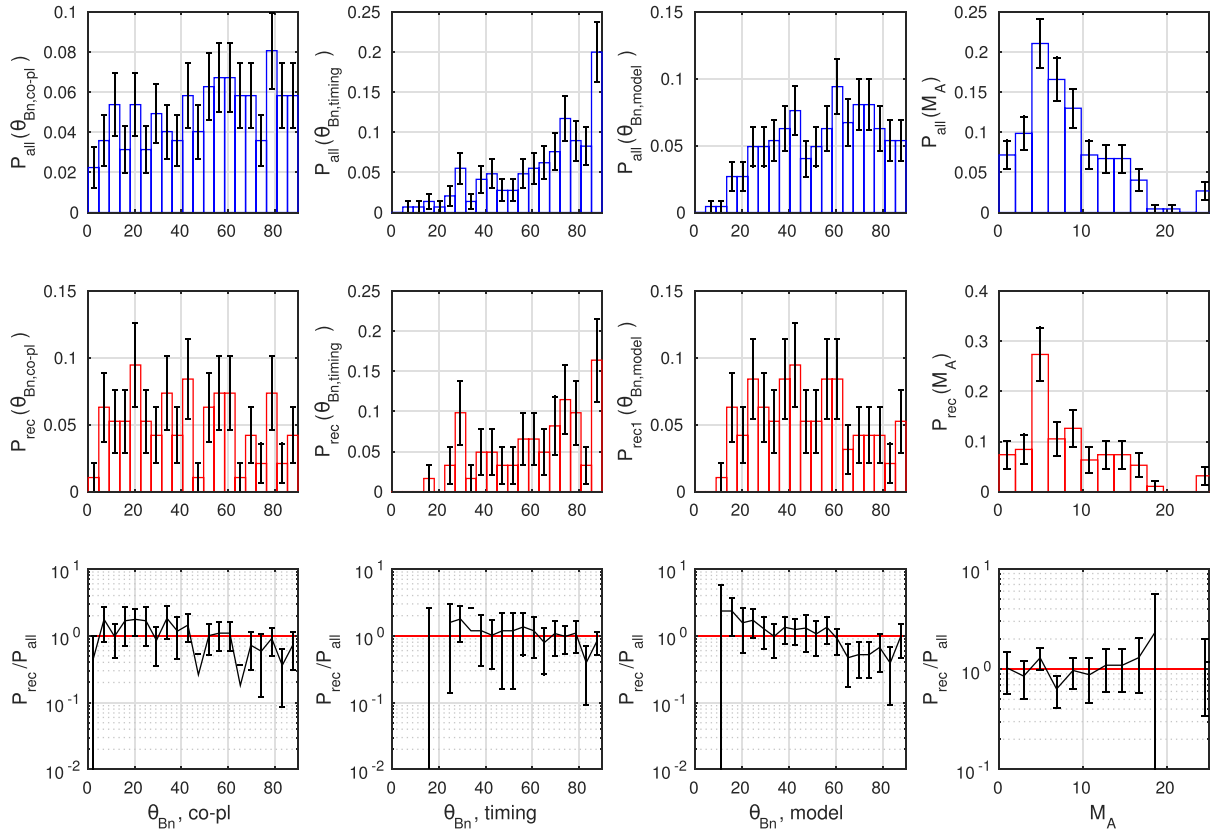 P_all (θ_Bn,co-pl)
0.1
0.08
0.06
0.04
0.02
0
0 20 40 60 80
P_all (θ_Bn,timing)
0.25
0.2
0.15
0.1
0.05
0
0 20 40 60 80
P_all (θ_Bn,model)
0.15
0.1
0.05
0
0 20 40 60 80
P_all (M_A)
0.25
0.2
0.15
0.1
0.05
0
0 10 20
P_rec (θ_Bn,co-pl)
0.15
0.1
0.05
0
0 20 40 60 80
P_rec (θ_Bn,timing)
0.25
0.2
0.15
0.1
0.05
0
0 20 40 60 80
P_rec1 (θ_Bn,model)
0.15
0.1
0.05
0
0 20 40 60 80
P_rec (M_A)
0.4
0.3
0.2
0.1
0
0 10 20
P_rec/P_all
10^1
10^0
10^-1
10^-2
0 20 40 60 80
θ_Bn, co-pl
P_rec/P_all
10^1
10^0
10^-1
10^-2
0 20 40 60 80
θ_Bn, timing
P_rec/P_all
10^1
10^0
10^-1
10^-2
0 20 40 60 80
θ_Bn, model
P_rec/P_all
10^1
10^0
10^-1
0 10 20
M_A